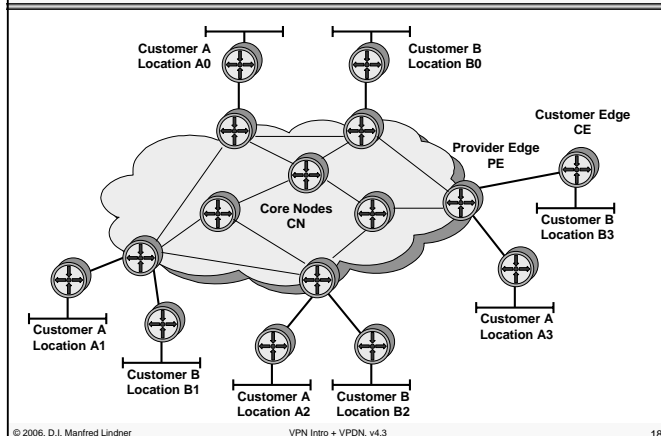 Customer A
Location A0
Customer B
Location B0
Customer Edge
CE
Provider Edge
PE
Core Nodes
CN
Customer B
Location B3
Customer A
Location A3
Customer A
Location A1
Customer B
Location B1
Customer A
Location A2
Customer B
Location B2
© 2006, D.I. Manfred Lindner
VPN Intro + VPDN, v4.3
18